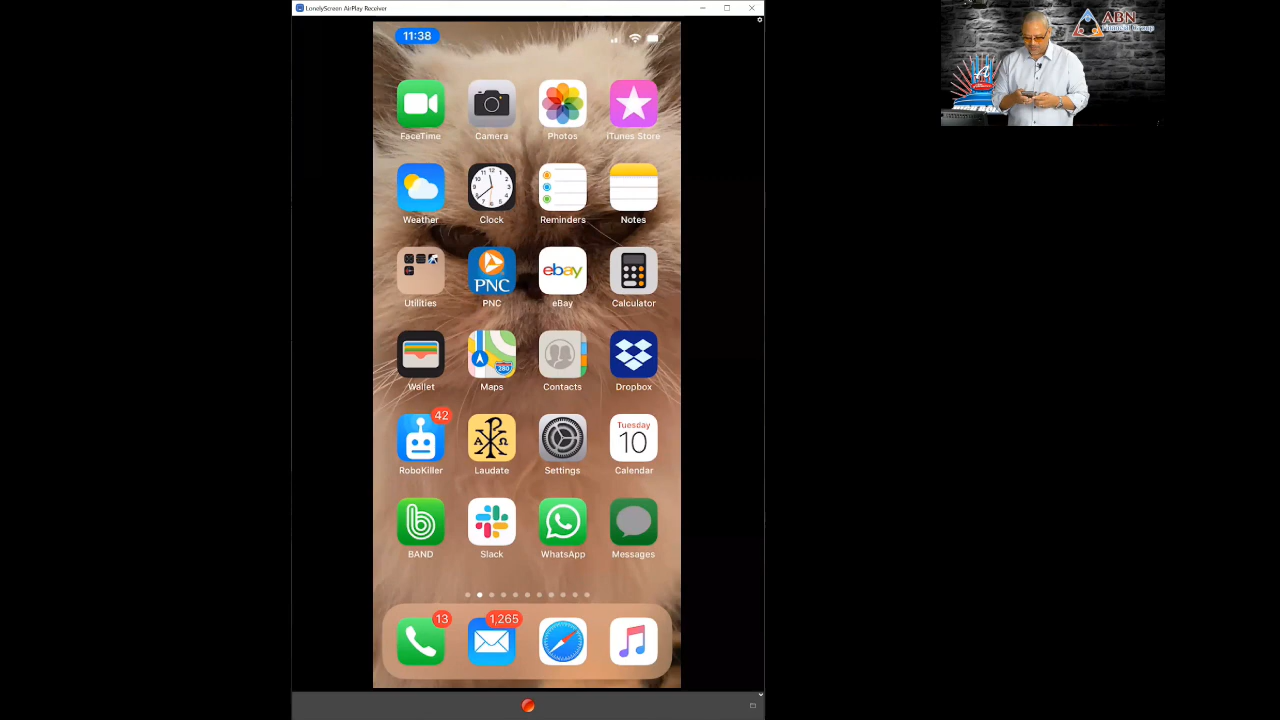 LonelyScreen AirPlay Receiver
ABN
Financial Group
A
11:38
FaceTime
Camera
Photos
iTunes Store
Weather
Clock
Reminders
Notes
PNC
ebay
Utilities
PNC
eBay
Calculator
280
Wallet
Maps
Contacts
Dropbox
42
A Ω
Tuesday
10
RoboKiller
Laudate
Settings
Calendar
BAND
Slack
WhatsApp
Messages
13
1,265